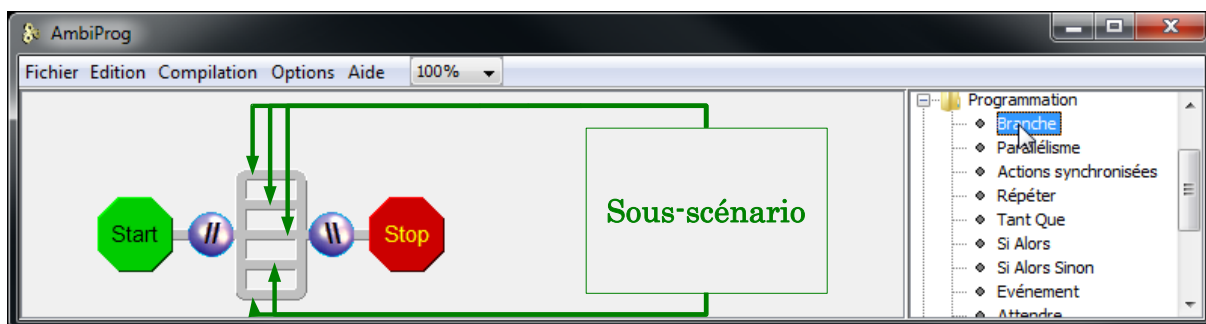 AmbiProg
Fichier Edition Compilation Options Aide 100%
Start // \\ Stop
Sous-scénario
Programmation
Branche
Parallélisme
Actions synchronisées
Répéter
Tant Que
Si Alors
Si Alors Sinon
Evénement
Attendre